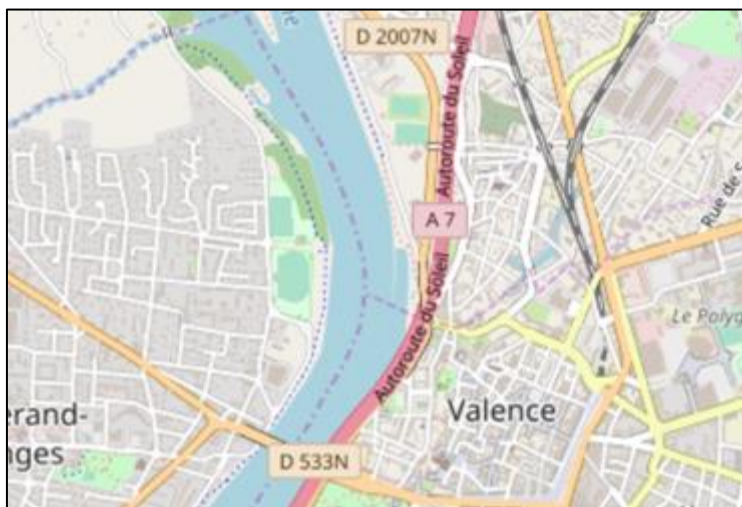 D 2007N
Autoroute du Soleil
A 7
Rue de
Autoroute du Soleil
Le Polyg
erand-
nges
Valence
D 533N